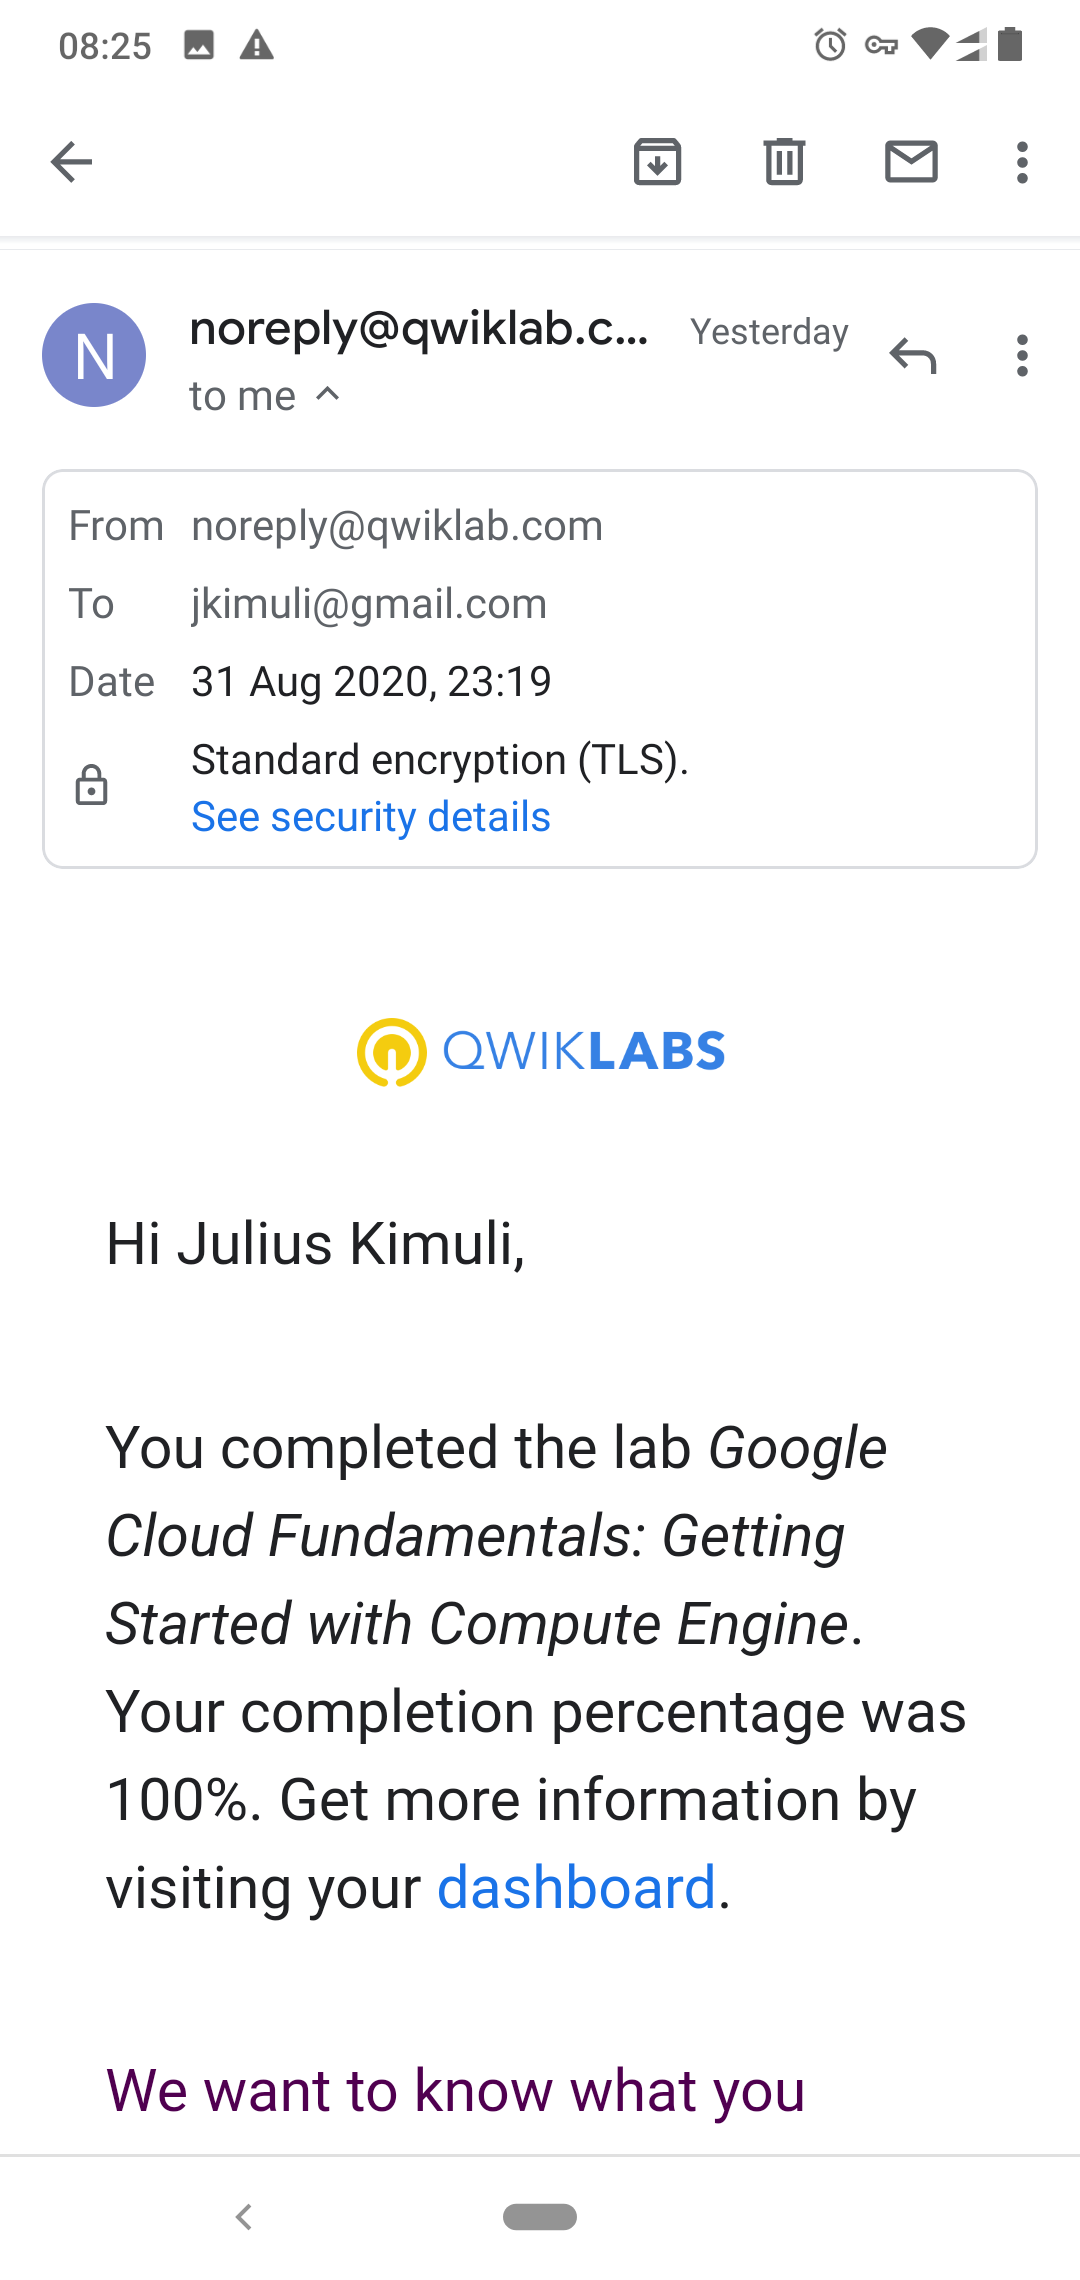 08:25
N
noreply@qwiklab.c...
Yesterday
to me
From noreply@qwiklab.com
To jkimuli@gmail.com
Date 31 Aug 2020, 23:19
Standard encryption (TLS).
See security details
QWIKLABS
Hi Julius Kimuli,
You completed the lab Google
Cloud Fundamentals: Getting
Started with Compute Engine.
Your completion percentage was
100%. Get more information by
visiting your dashboard.
We want to know what you